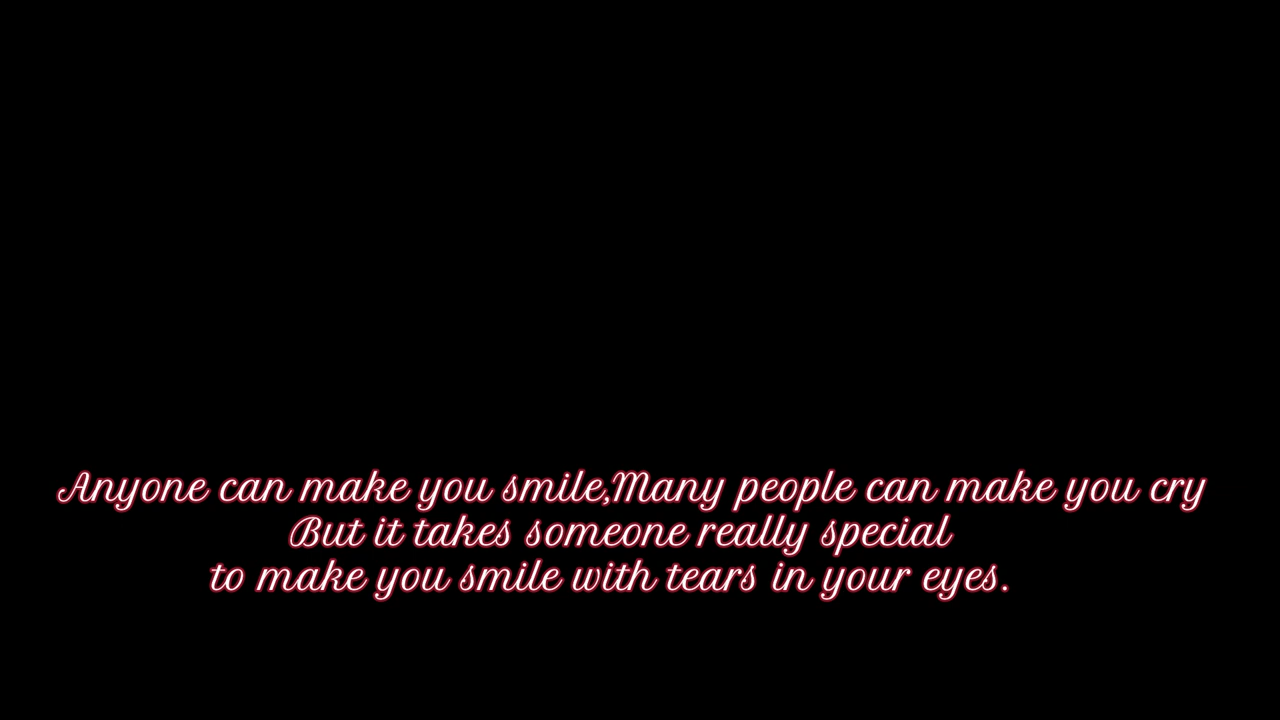 Anyone can make you smile,Many people can make you cry
But it takes someone really special
to make you smile with tears in your eyes.